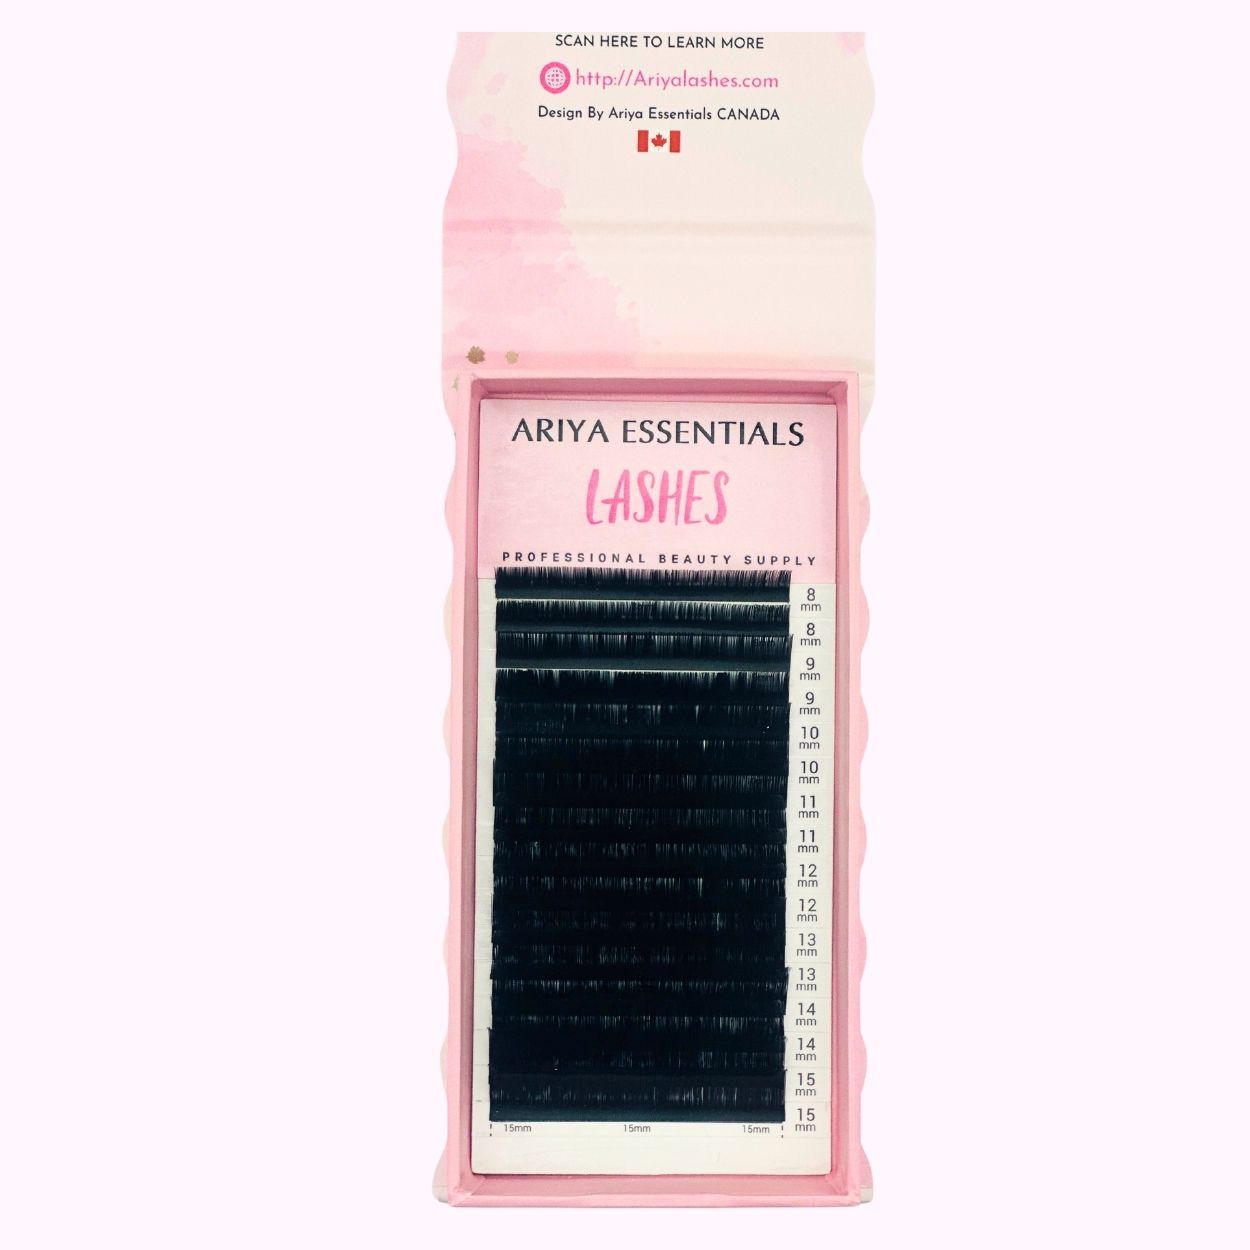 SCAN HERE TO LEARN MORE
http://Ariyalashes.com
Design By Ariya Essentials CANADA
ARIYA ESSENTIALS
LASHES
PROFESSIONAL BEAUTY SUPPLY
8
mm
8
mm
9
mm
9
mm
10
mm
10
mm
11
mm
11
mm
12
mm
12
mm
13
mm
13
mm
14
mm
14
mm
15
mm
15
mm
15mm 15mm 15mm